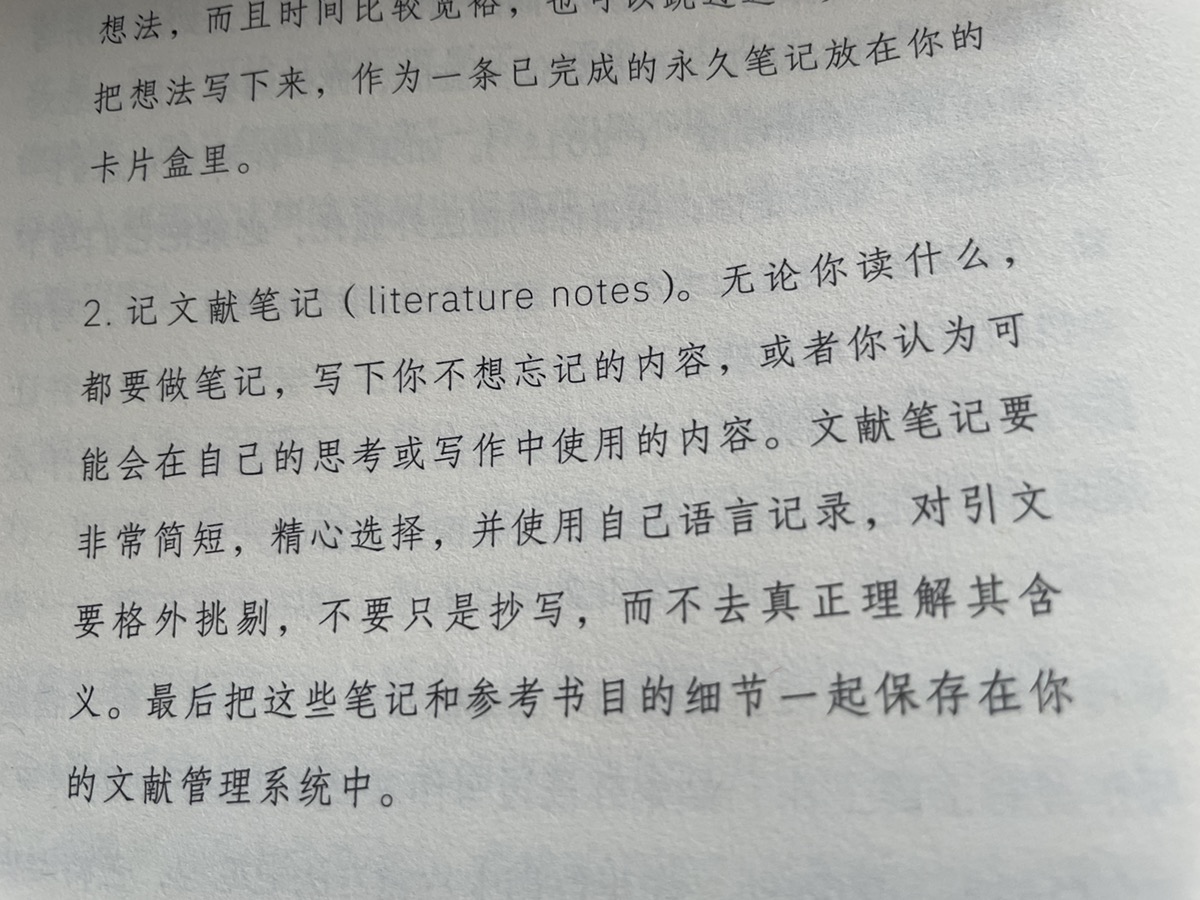 想法，而且时间比较宽裕，也可以跳过这
把想法写下来，作为一条已完成的永久笔记放在你的
卡片盒里。
2. 记文献笔记（literature notes）。无论你读什么，
都要做笔记，写下你不想忘记的内容，或者你认为可
能会在自己的思考或写作中使用的内容。文献笔记要
非常简短，精心选择，并使用自己语言记录，对引文
要格外挑剔，不要只是抄写，而不去真正理解其含
义。最后把这些笔记和参考书目的细节一起保存在你
的文献管理系统中。